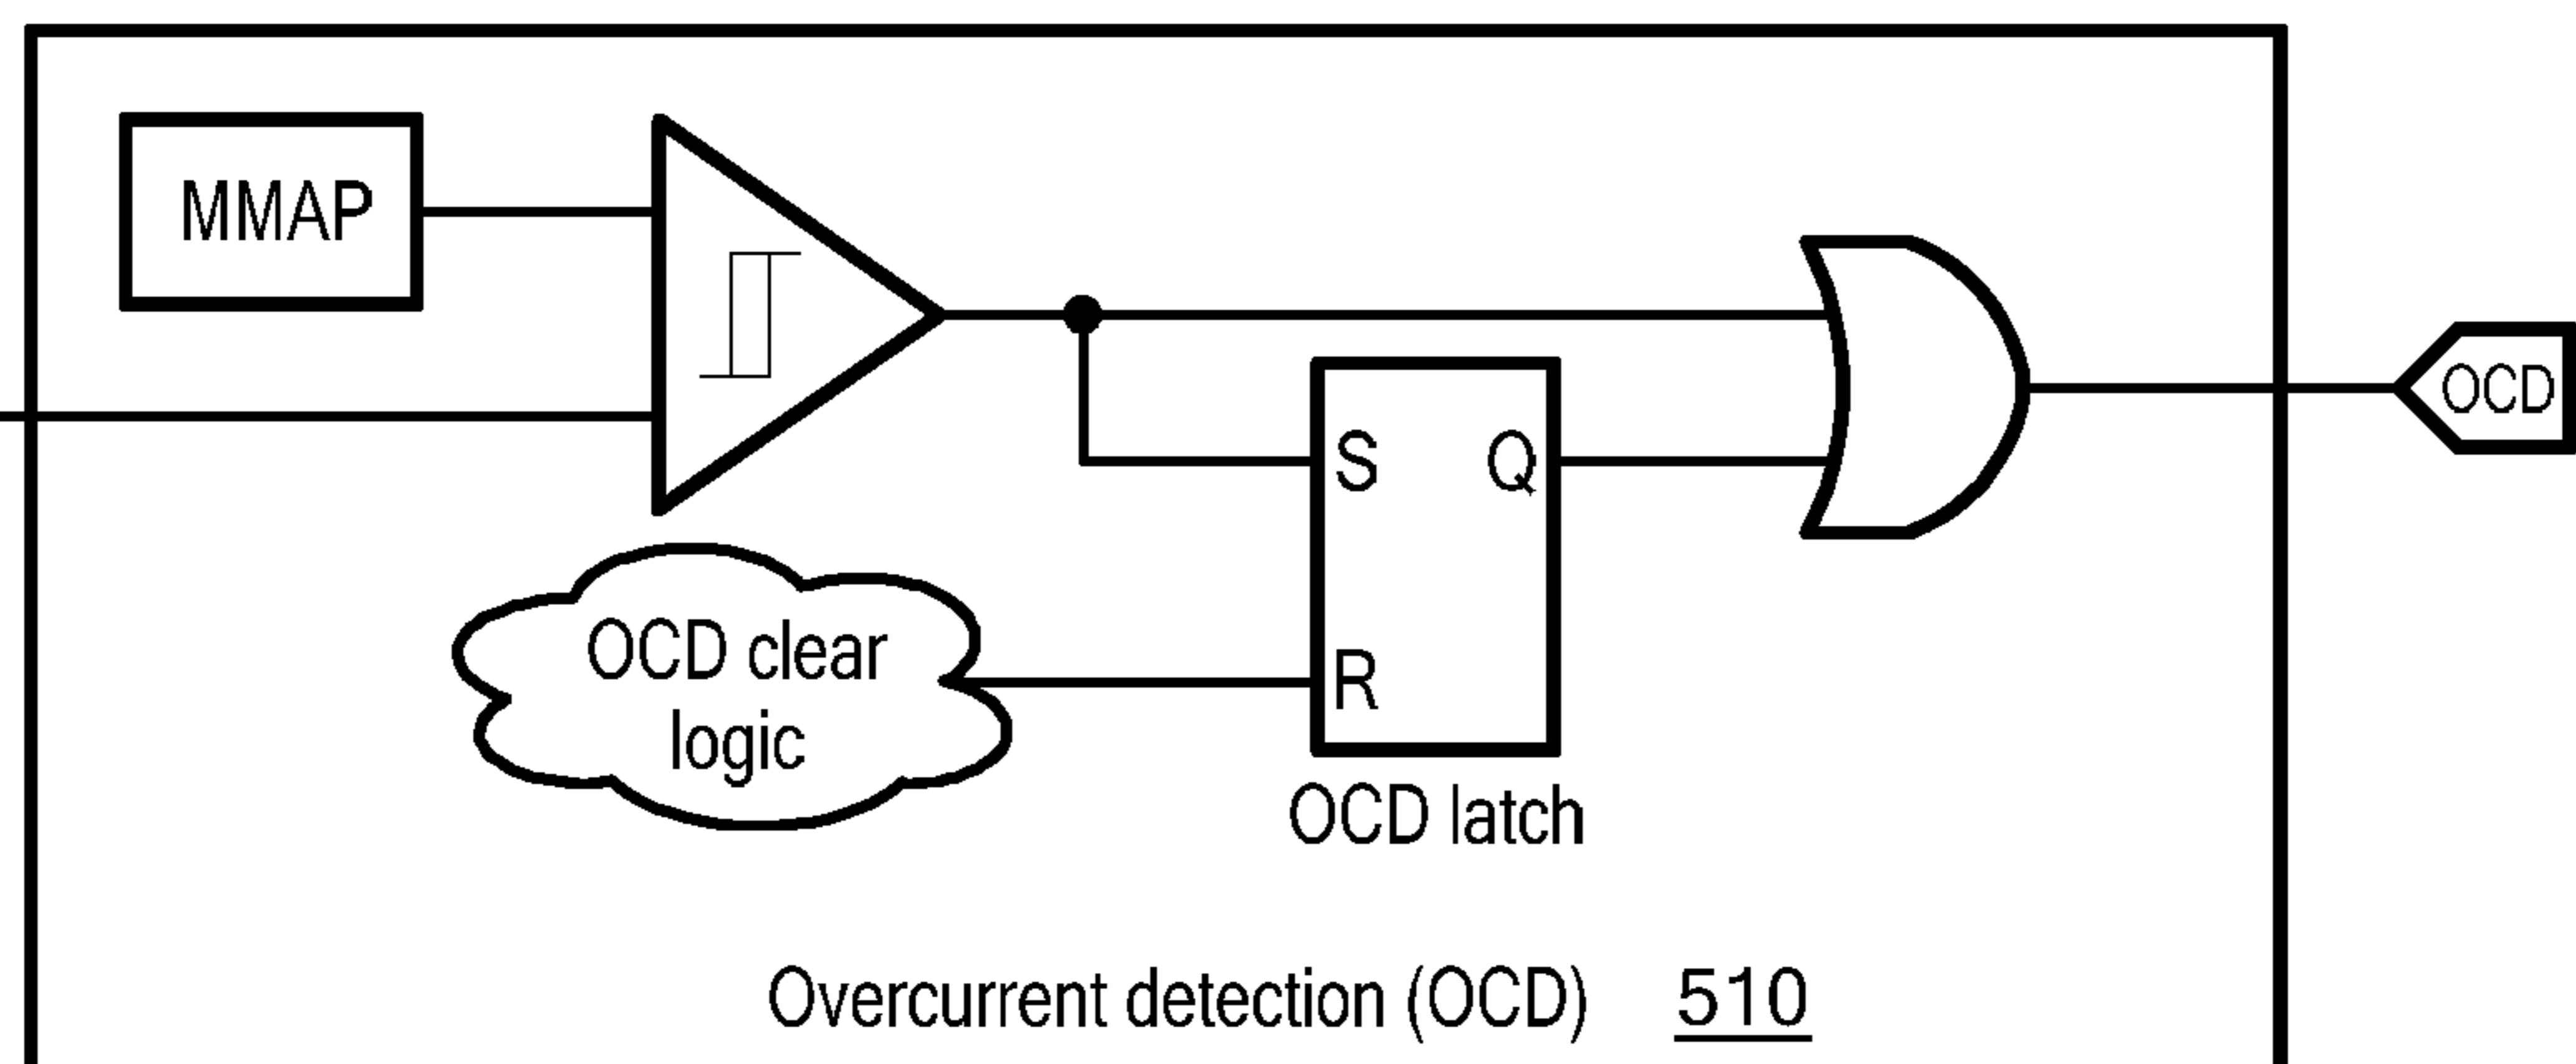 MMAP
OCD
S
Q
OCD clear
logic
R
OCD latch
Overcurrent detection (OCD) 510